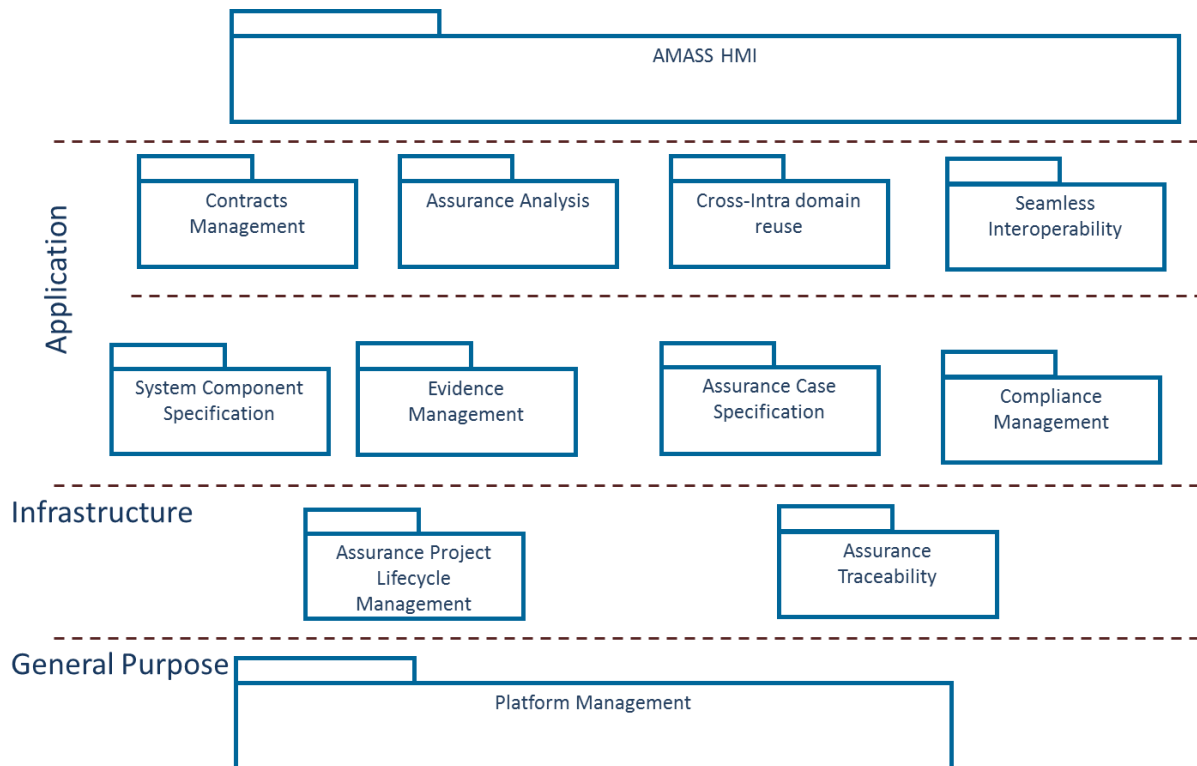 AMASS HMI
Application
Contracts
Management
Assurance Analysis
Cross-Intra domain
reuse
Seamless
Interoperability
System Component
Specification
Evidence
Management
Assurance Case
Specification
Compliance
Management
Infrastructure
Assurance Project
Lifecycle
Management
Assurance
Traceability
General Purpose
Platform Management